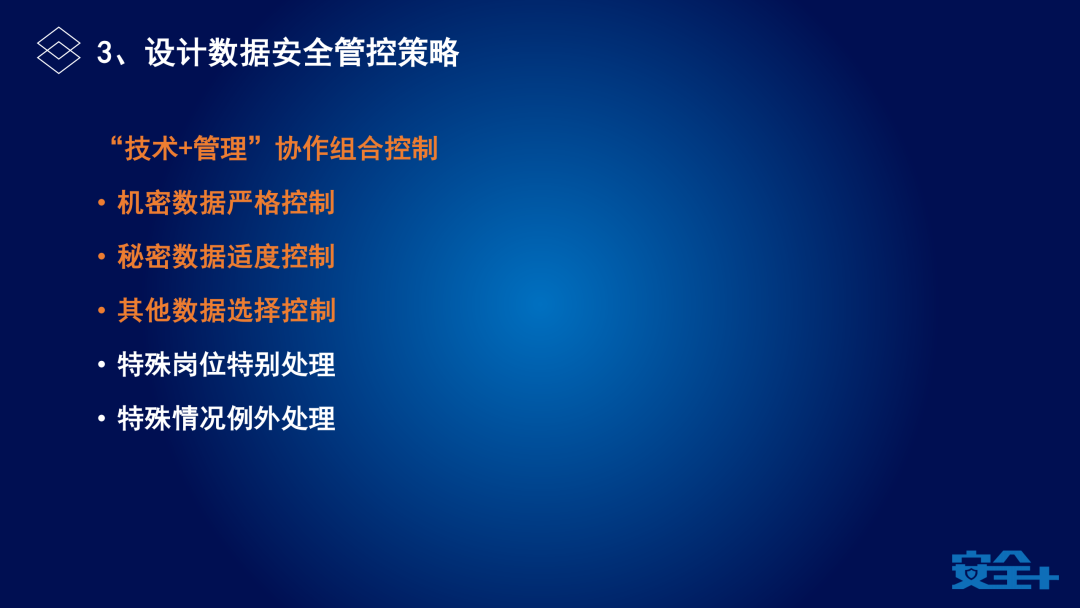 3、设计数据安全管控策略
“技术+管理”协作组合控制
• 机密数据严格控制
• 秘密数据适度控制
• 其他数据选择控制
• 特殊岗位特别处理
• 特殊情况例外处理
安全+